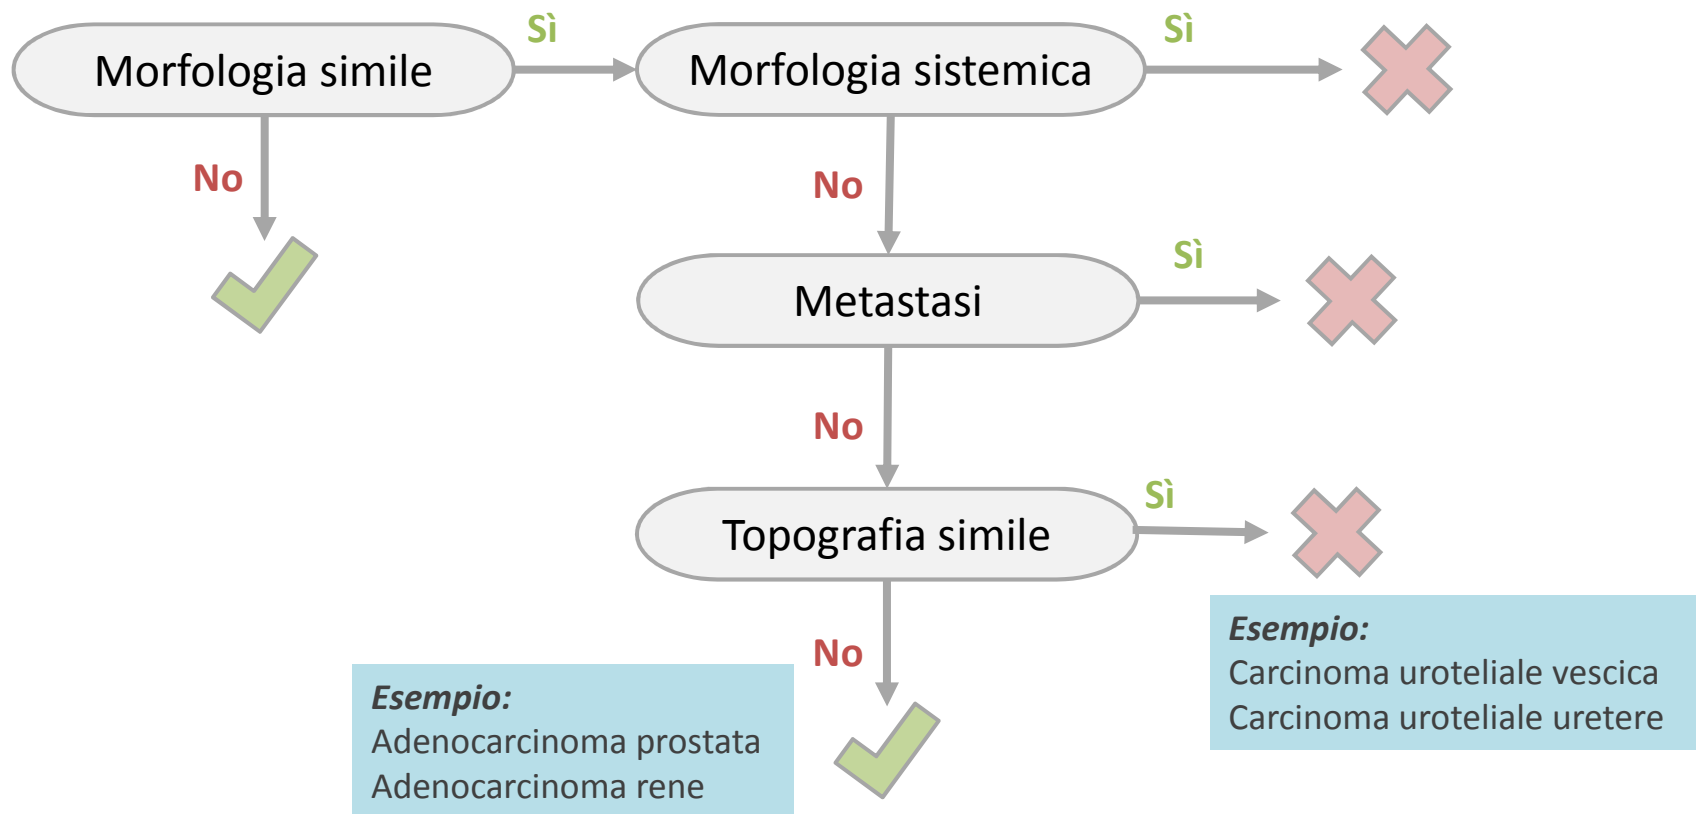 Sì
Sì
Morfologia simile
Morfologia sistemica
No
No
Sì
Metastasi
No
Sì
Topografia simile
No
Esempio:
Carcinoma uroteliale vescica
Carcinoma uroteliale uretere
Esempio:
Adenocarcinoma prostata
Adenocarcinoma rene